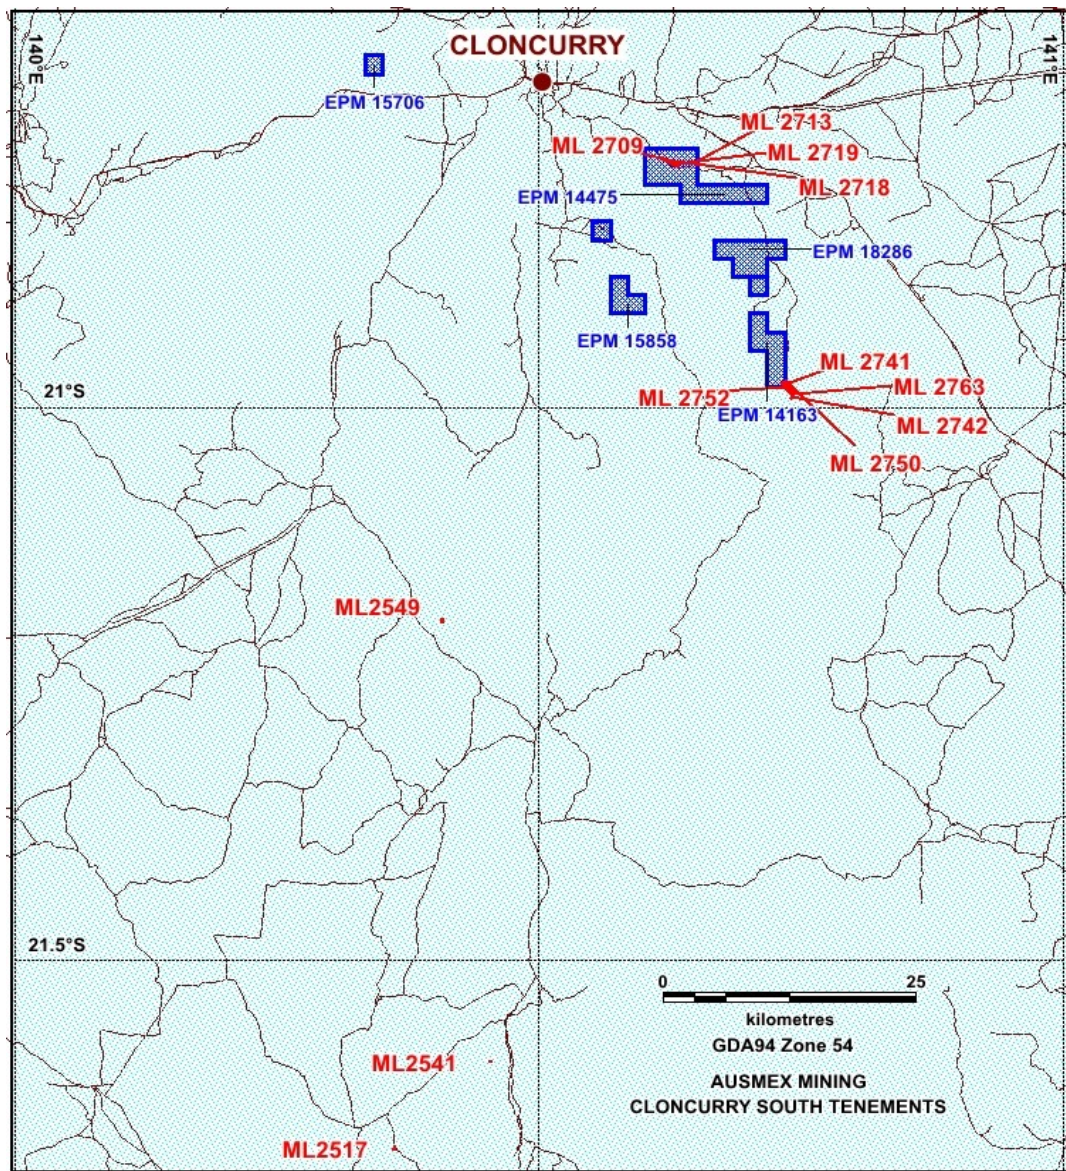 140°E
CLONCURRY
141°E
EPM 15706
ML 2713
ML 2709
ML 2719
ML 2718
EPM 14475
EPM 18286
EPM 15858
ML 2741
ML 2763
ML 2752
EPM 14163
21°S
ML 2742
ML 2750
ML2549
21.5°S
0 25
kilometres
GDA94 Zone 54
ML2541
AUSMEX MINING
CLONCURRY SOUTH TENEMENTS
ML2517